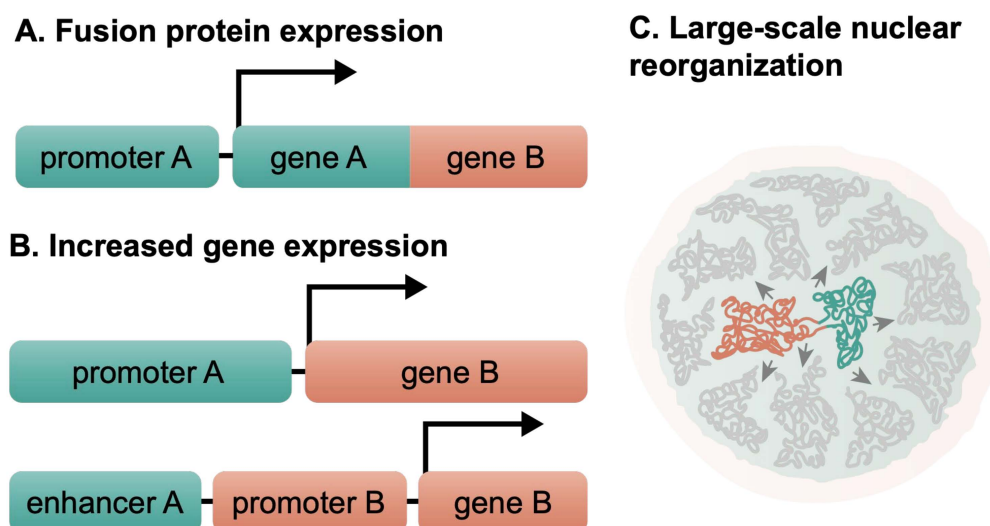 A. Fusion protein expression
promoter A
gene A
gene B
B. Increased gene expression
promoter A
gene B
enhancer A
promoter B
gene B
C. Large-scale nuclear
reorganization